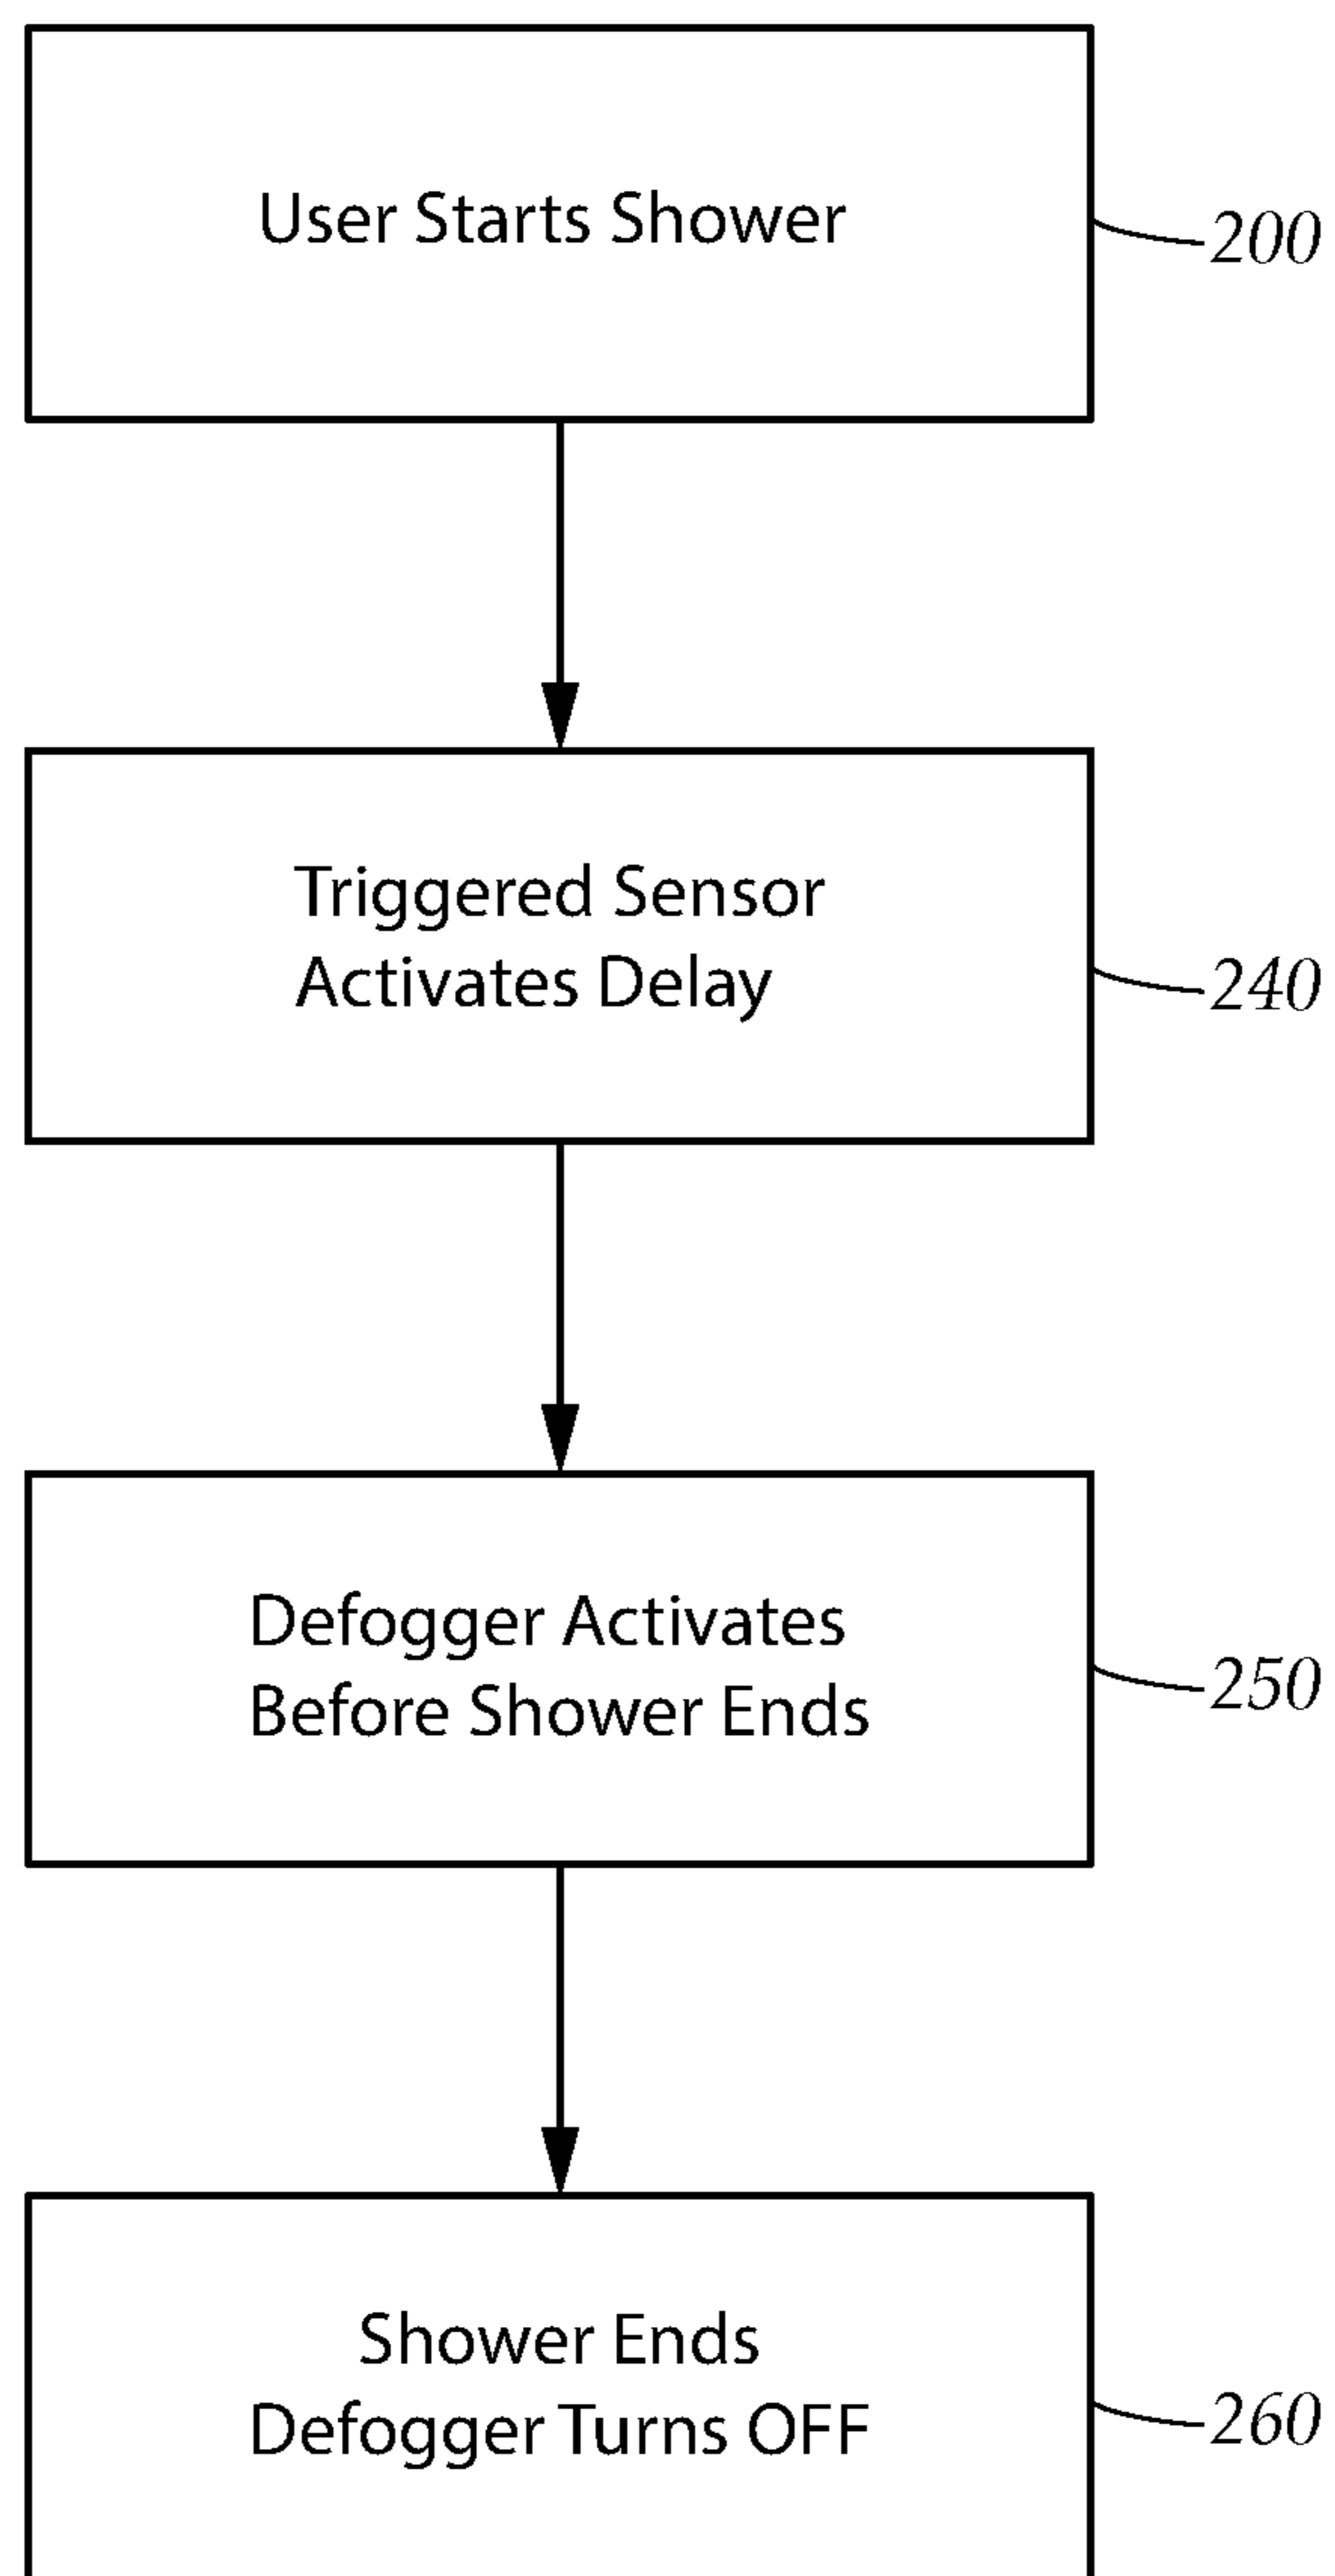 User Starts Shower
200
Triggered Sensor
Activates Delay
240
Defogger Activates
Before Shower Ends
250
Shower Ends
Defogger Turns OFF
260